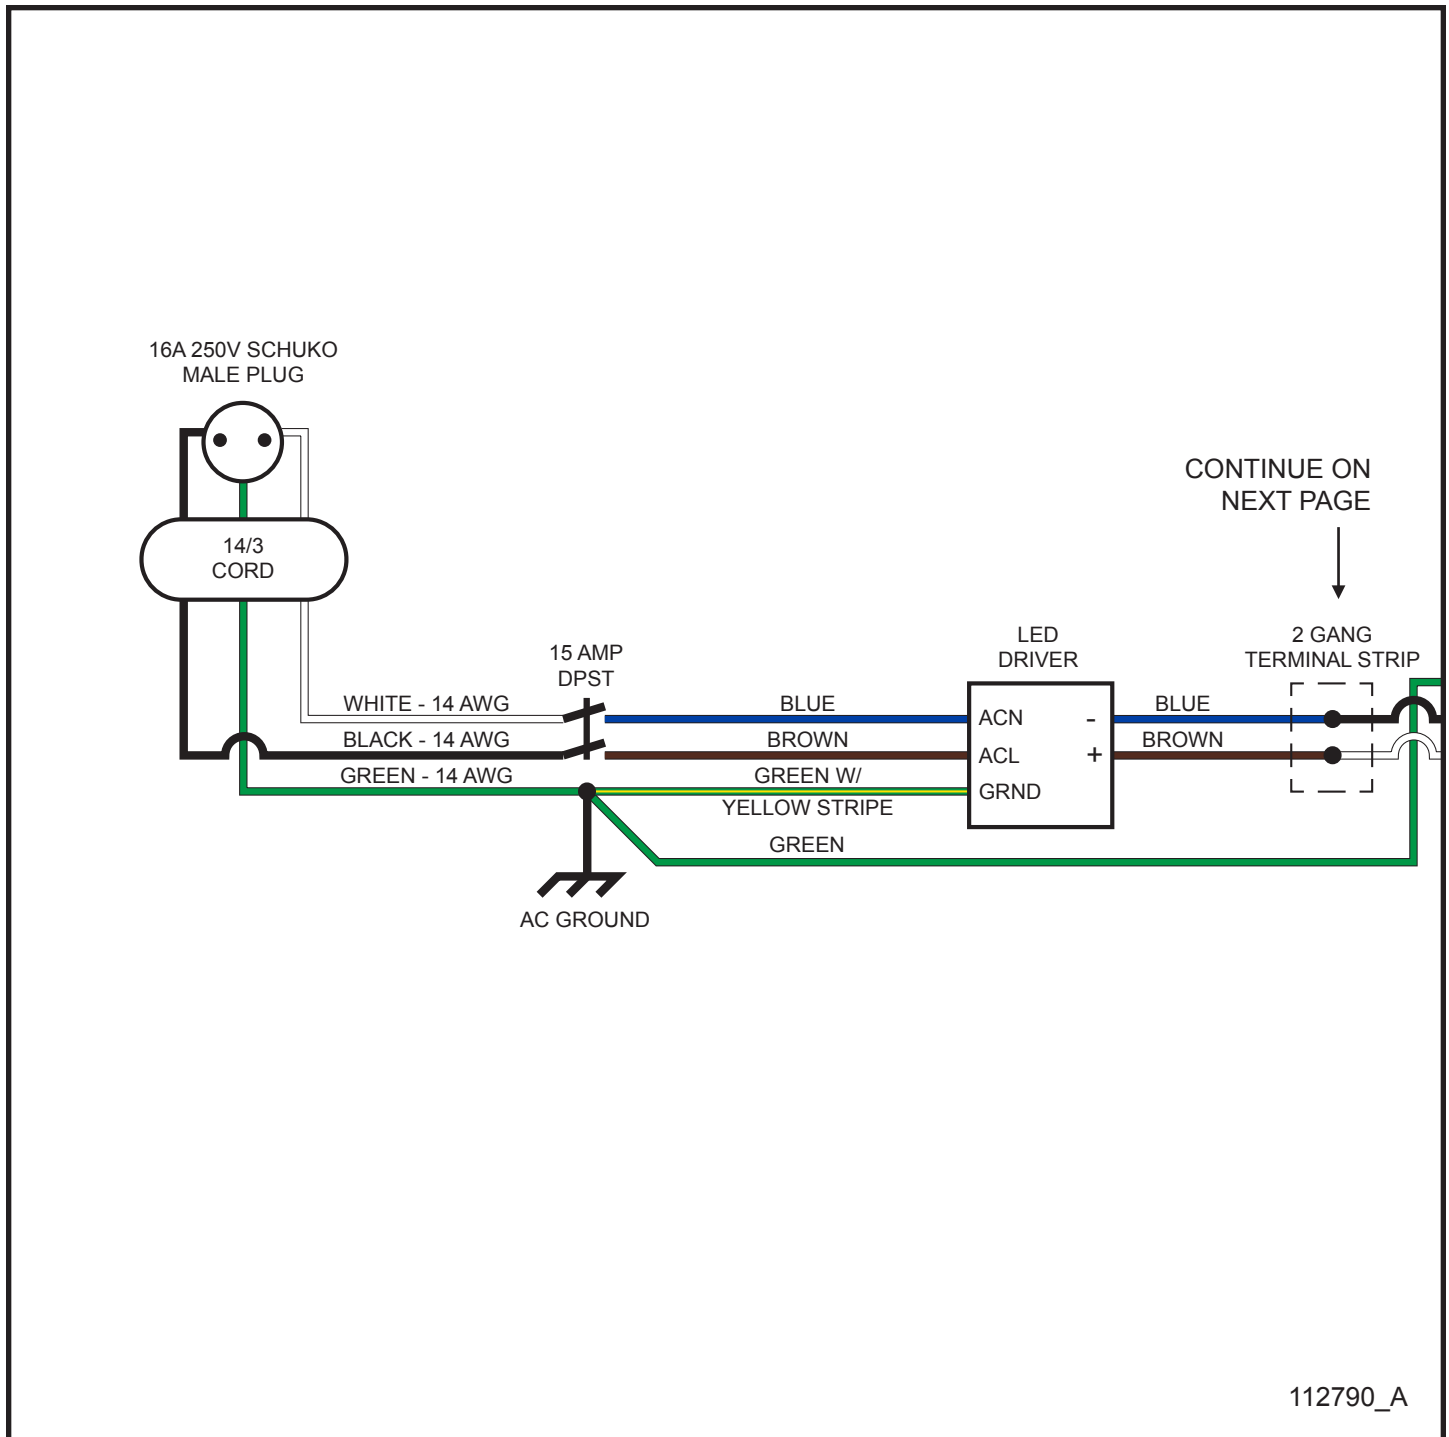 16A 250V SCHUKO
MALE PLUG
14/3
CORD
CONTINUE ON
NEXT PAGE
15 AMP
DPST
LED
DRIVER
2 GANG
TERMINAL STRIP
WHITE - 14 AWG
BLUE
ACN
-
BLUE
BLACK - 14 AWG
BROWN
ACL
+
BROWN
GREEN - 14 AWG
GREEN W/
YELLOW STRIPE
GRND
GREEN
AC GROUND
112790_A